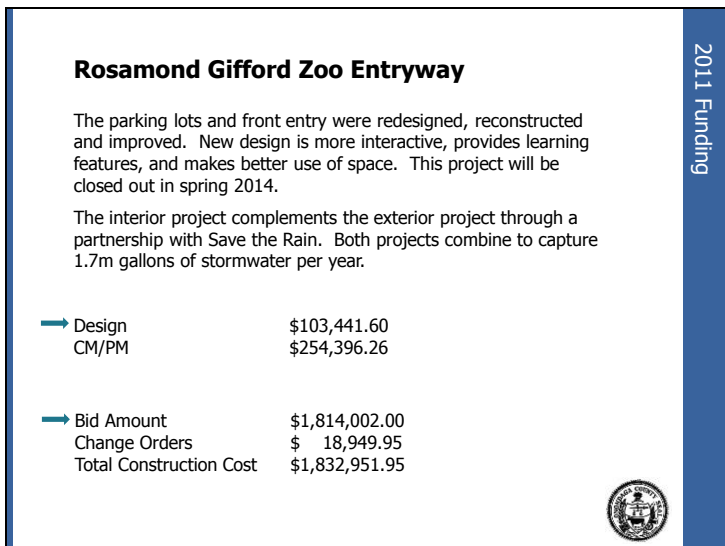 Rosamond Gifford Zoo Entryway
The parking lots and front entry were redesigned, reconstructed
and improved. New design is more interactive, provides learning
features, and makes better use of space. This project will be
closed out in spring 2014.
The interior project complements the exterior project through a
partnership with Save the Rain. Both projects combine to capture
1.7m gallons of stormwater per year.
Design $103,441.60
CM/PM $254,396.26
Bid Amount $1,814,002.00
Change Orders $ 18,949.95
Total Construction Cost $1,832,951.95
2011 Funding